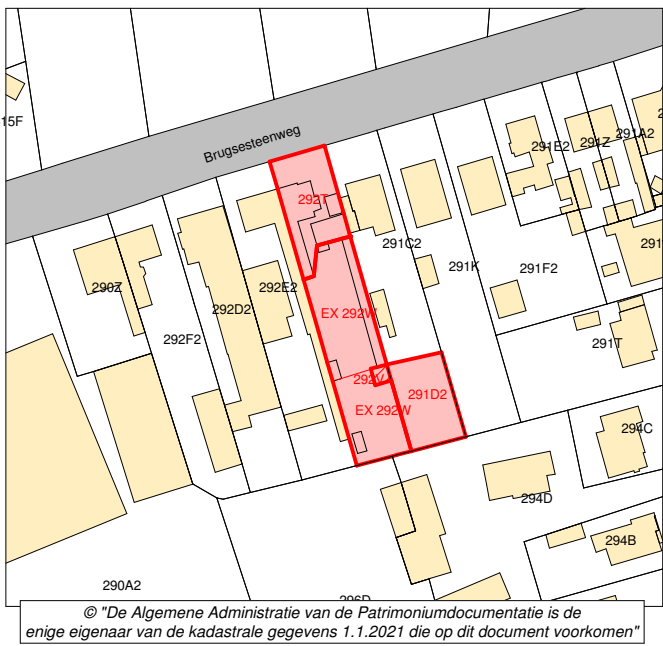 15F
Brugsesteenweg
2
291E2
291Z
291A2
292T
291C2
291
291K
291F2
290Z
292E2
292D2
EX 292W
292F2
291T
292V
291D2
EX 292W
294C
294D
294B
290A2
296D
© "De Algemene Administratie van de Patrimoniumdocumentatie is de
enige eigenaar van de kadastrale gegevens 1.1.2021 die op dit document voorkomen"